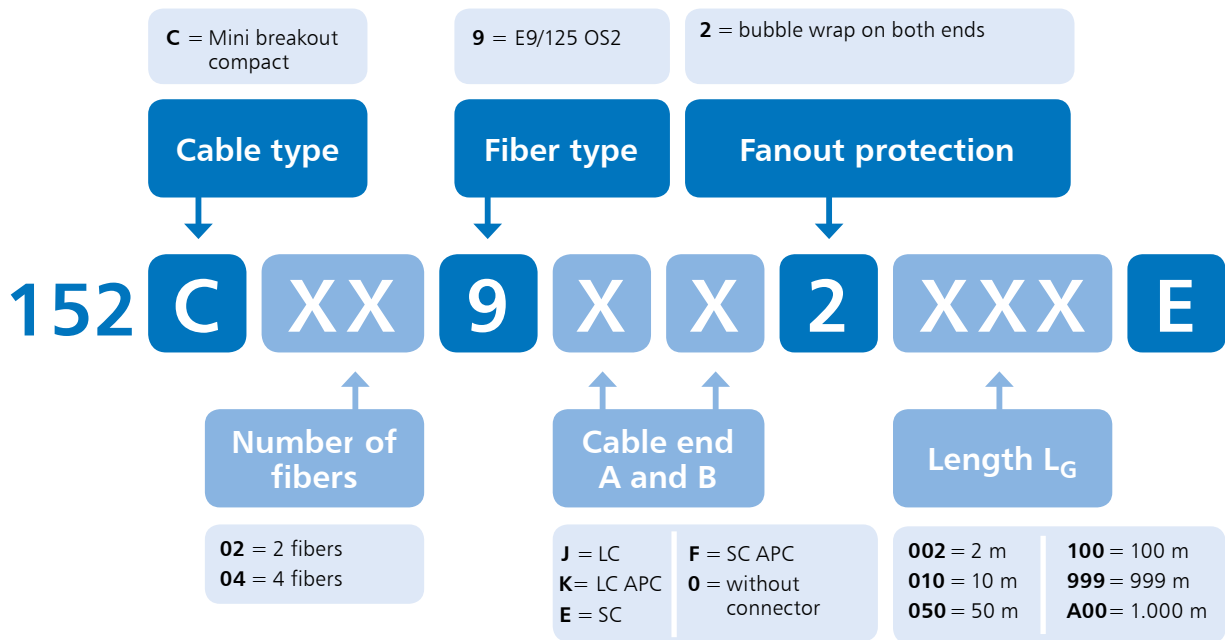 C = Mini breakout
compact
9 = E9/125 OS2
2 = bubble wrap on both ends
Cable type
Fiber type
Fanout protection
152 C XX 9 X X 2 XXX E
Number of
fibers
Cable end
A and B
Length LG
02 = 2 fibers
04 = 4 fibers
J = LC
K= LC APC
E = SC
F = SC APC
0 = without
connector
002 = 2 m
010 = 10 m
050 = 50 m
100 = 100 m
999 = 999 m
A00 = 1.000 m